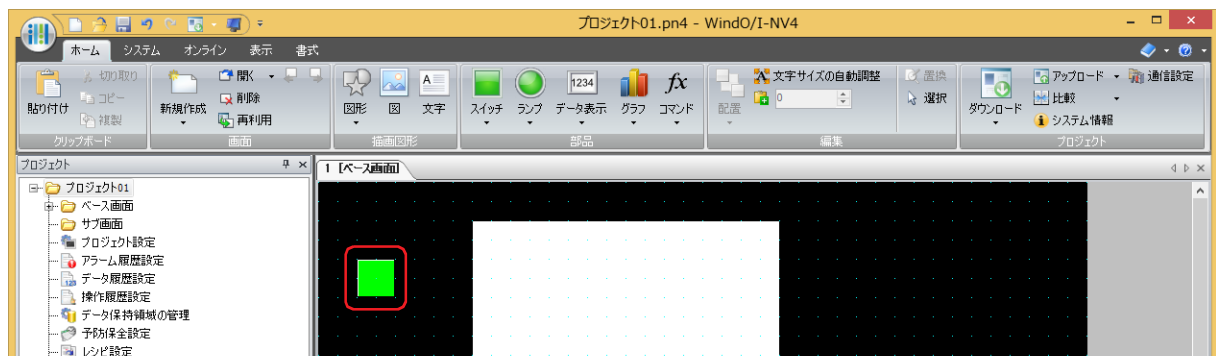 プロジェクト01.pn4 - WindO/I-NV4
ホーム システム オンライン 表示 書式
貼り付け 切り取り コピー 複製
新規作成 開く 削除 再利用
図形 図 文字
スイッチ ランプ 1234 データ表示 グラフ fx コマンド
配置 文字サイズの自動調整 0 置換 選択
ダウンロード アップロード 比較 システム情報 通信設定
クリップボード 画面 描画図形 部品 編集 プロジェクト
プロジェクト
1 [ベース画面]
プロジェクト01
ベース画面
サブ画面
プロジェクト設定
アラーム履歴設定
データ履歴設定
操作履歴設定
データ保持領域の管理
予防保全設定
レシピ設定